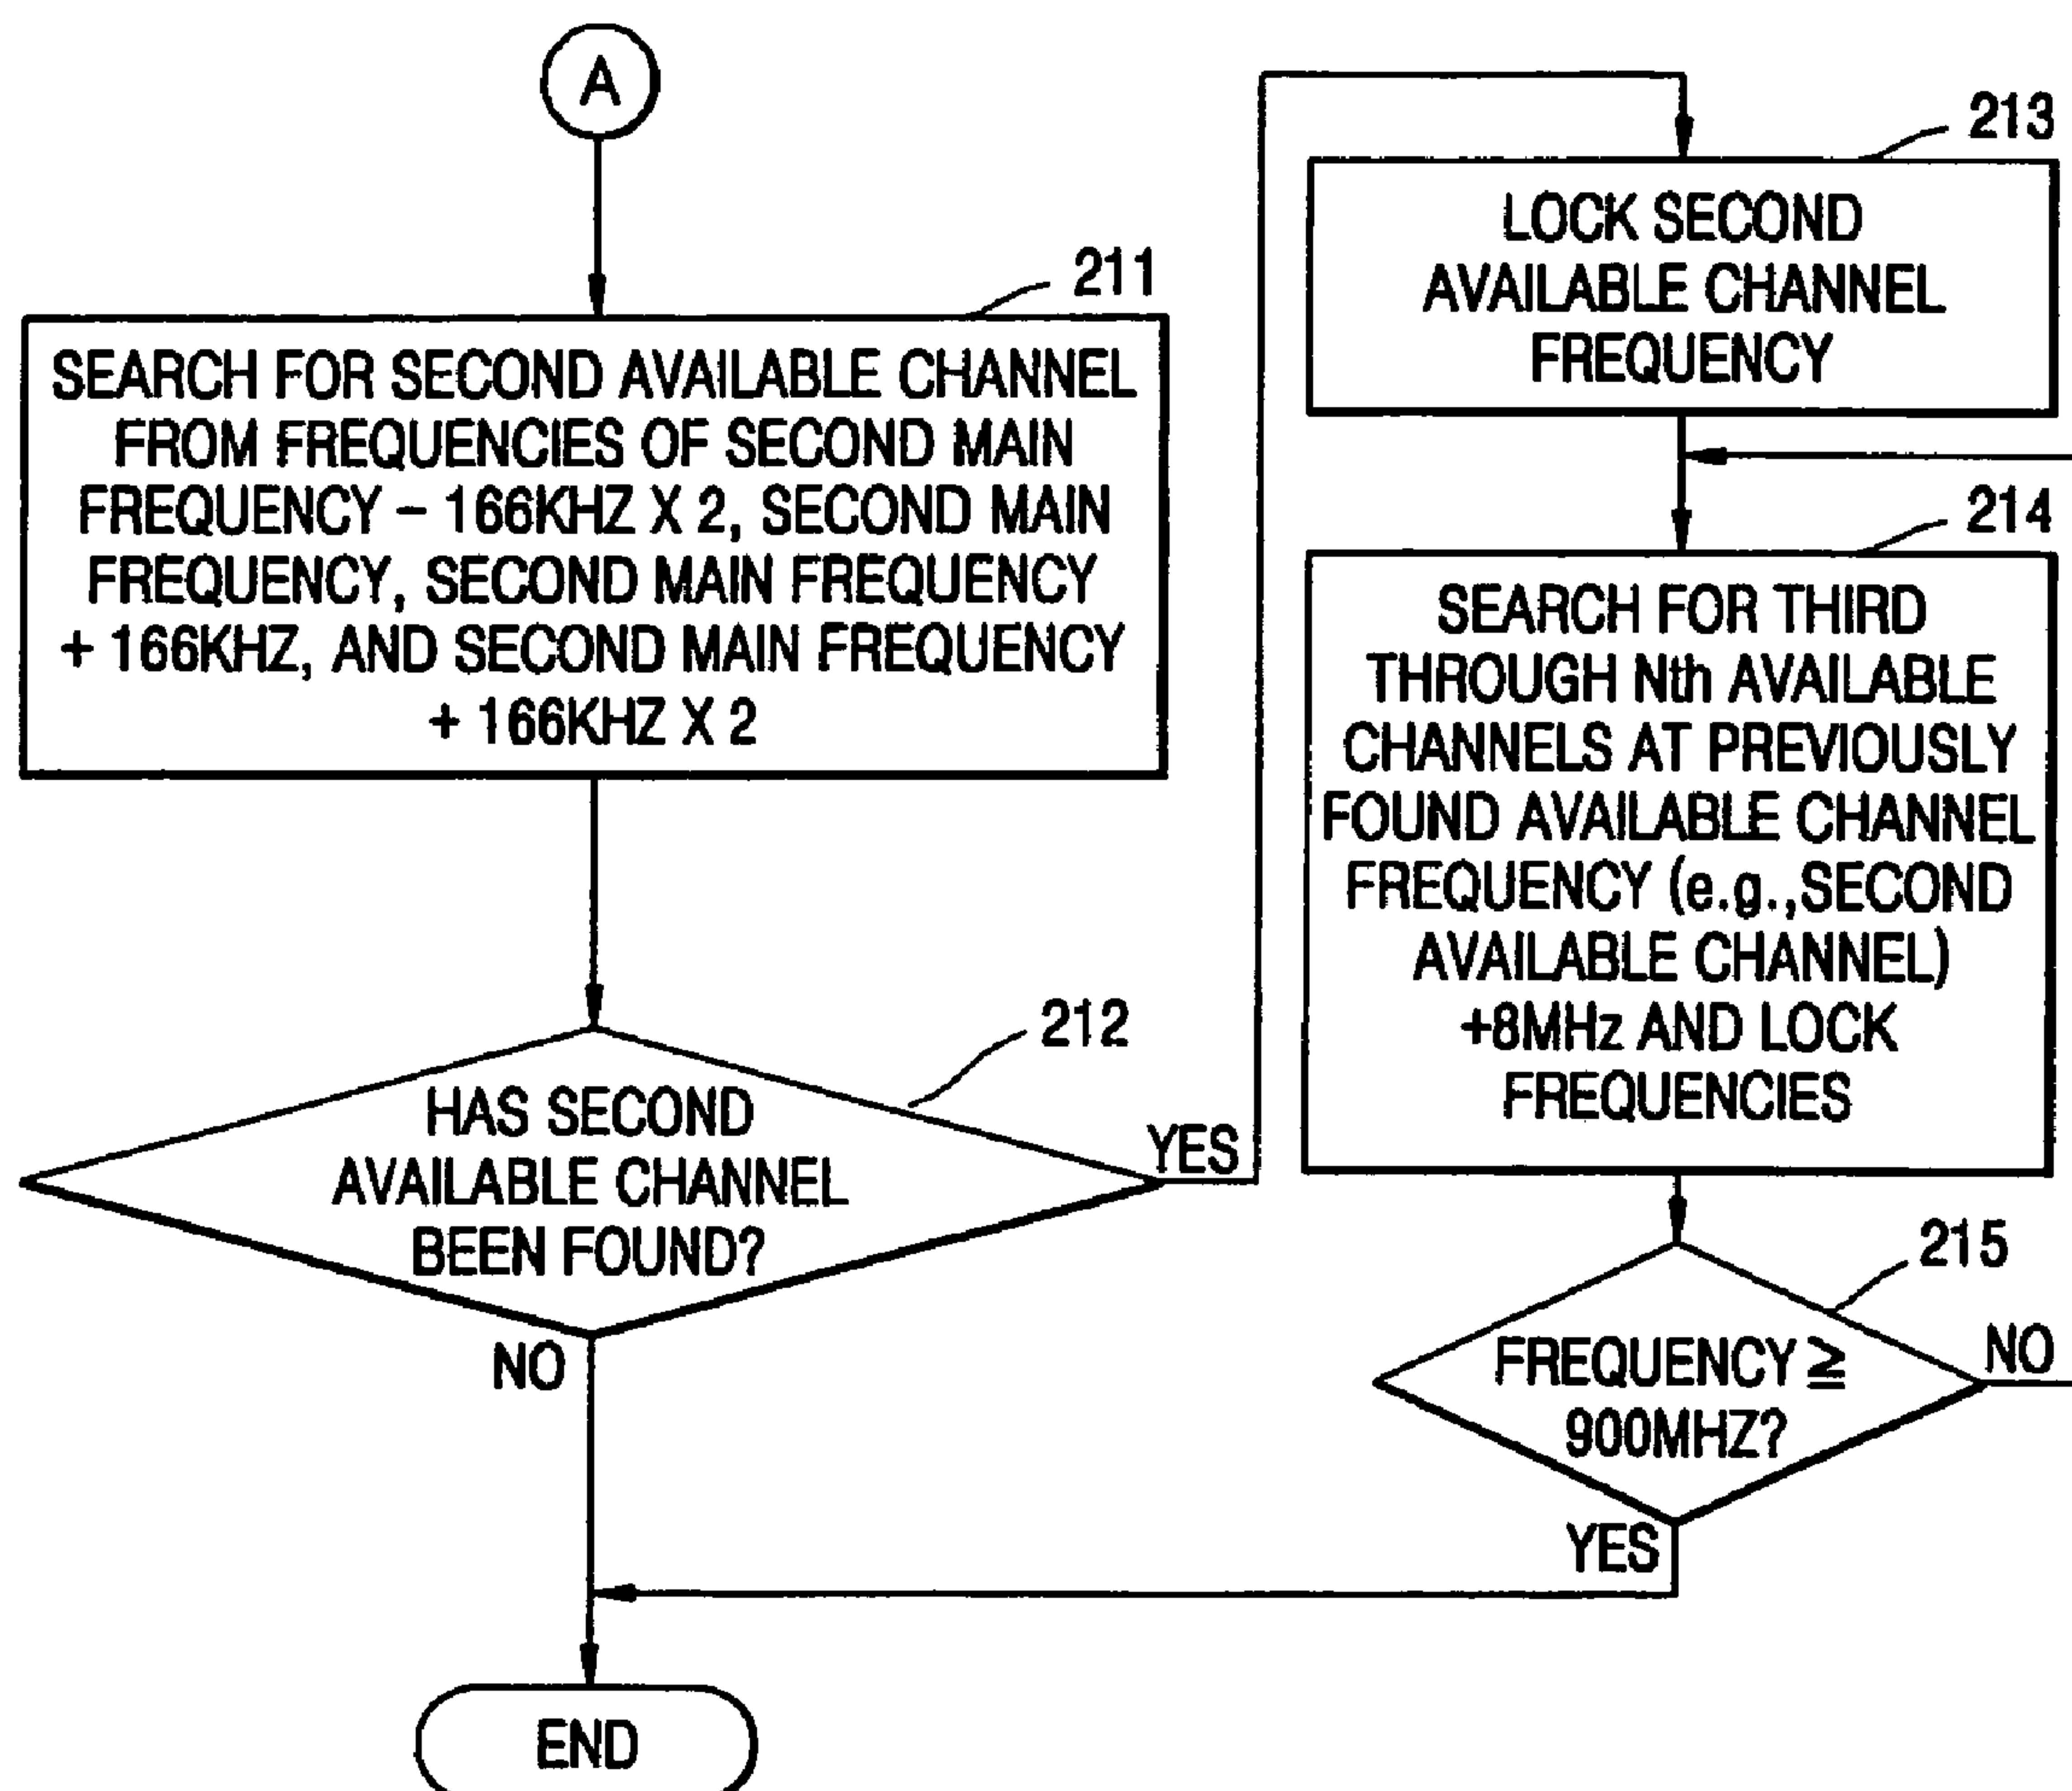 A
211
SEARCH FOR SECOND AVAILABLE CHANNEL
FROM FREQUENCIES OF SECOND MAIN
FREQUENCY – 166KHZ X 2, SECOND MAIN
FREQUENCY, SECOND MAIN FREQUENCY
+ 166KHZ, AND SECOND MAIN FREQUENCY
+ 166KHZ X 2
212
HAS SECOND
AVAILABLE CHANNEL
BEEN FOUND?
YES
NO
213
LOCK SECOND
AVAILABLE CHANNEL
FREQUENCY
214
SEARCH FOR THIRD
THROUGH Nth AVAILABLE
CHANNELS AT PREVIOUSLY
FOUND AVAILABLE CHANNEL
FREQUENCY (e.g.,SECOND
AVAILABLE CHANNEL)
+8MHz AND LOCK
FREQUENCIES
215
FREQUENCY ≧
900MHZ?
NO
YES
END